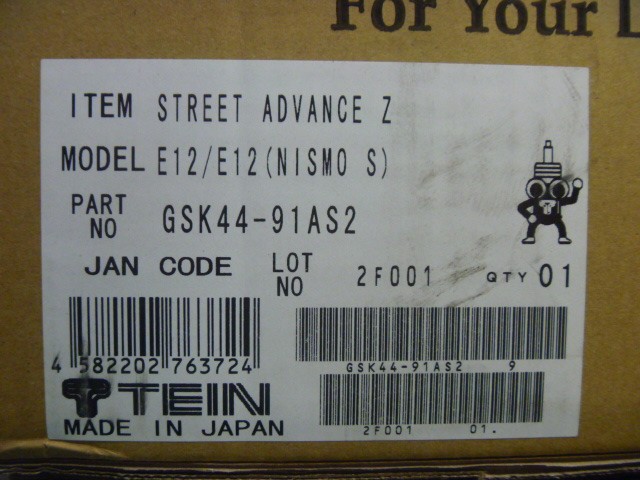 For Your
ITEM STREET ADVANCE Z
MODEL E12/E12(NISMO S)
PART NO GSK44-91AS2
JAN CODE LOT NO 2F001 QTY 01
4 582202 763724
GSK44-91AS2 9
TEIN
MADE IN JAPAN
2F001 01.